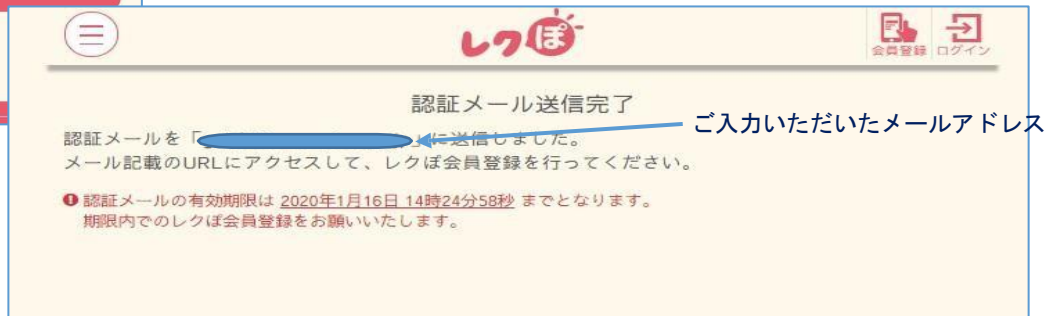 レクぽ
会員登録 ログイン
認証メール送信完了
認証メールを「 」に送信しました。
ご入力いただいたメールアドレス
メール記載のURLにアクセスして、レクぽ会員登録を行ってください。
認証メールの有効期限は 2020年1月16日 14時24分58秒 までとなります。
期限内でのレクぽ会員登録をお願いいたします。